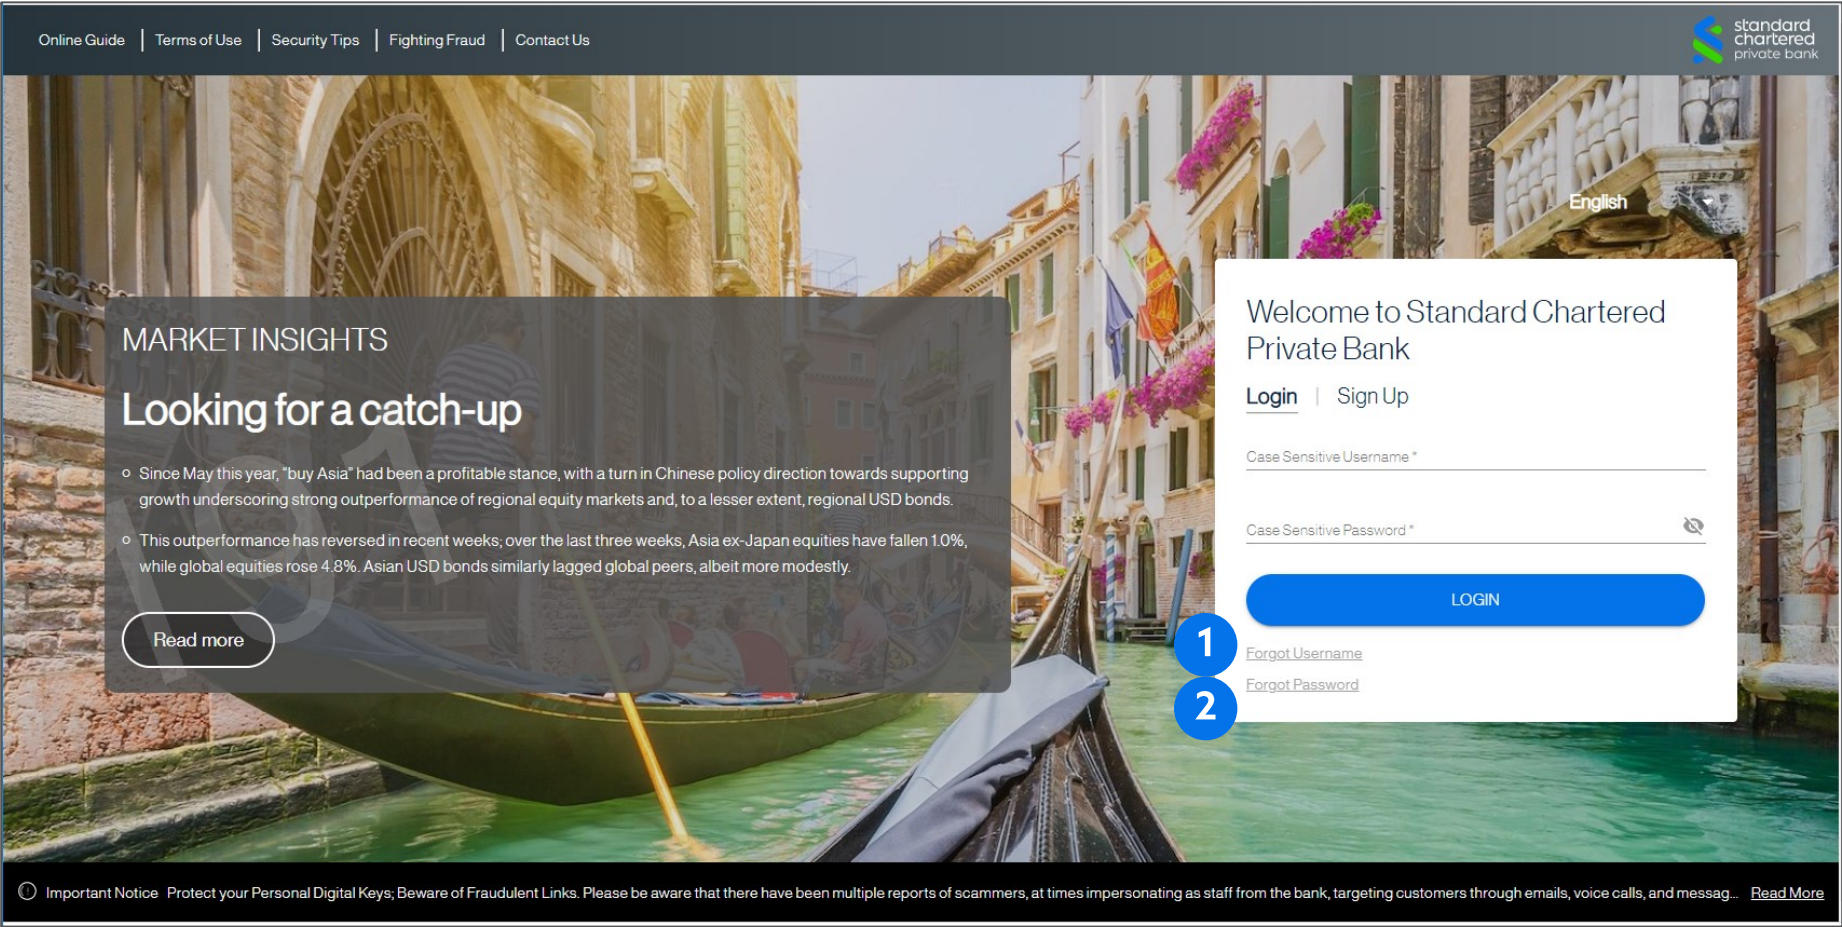 Online Guide
Terms of Use
Security Tips
Fighting Fraud
Contact Us
standard
chartered
private bank
English
MARKET INSIGHTS
Looking for a catch-up
Since May this year, “buy Asia” had been a profitable stance, with a turn in Chinese policy direction towards supporting
growth underscoring strong outperformance of regional equity markets and, to a lesser extent, regional USD bonds.
This outperformance has reversed in recent weeks; over the last three weeks, Asia ex-Japan equities have fallen 1.0%,
while global equities rose 4.8%. Asian USD bonds similarly lagged global peers, albeit more modestly.
Read more
191
Welcome to Standard Chartered
Private Bank
Login | Sign Up
Case Sensitive Username *
Case Sensitive Password *
LOGIN
1
Forgot Username
2
Forgot Password
Important Notice Protect your Personal Digital Keys; Beware of Fraudulent Links. Please be aware that there have been multiple reports of scammers, at times impersonating as staff from the bank, targeting customers through emails, voice calls, and messag... Read More